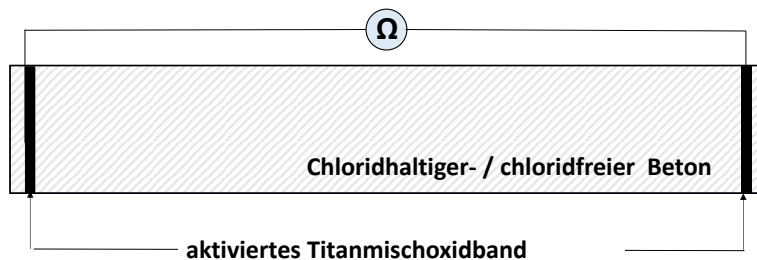 Ω
Chloridhaltiger- / chloridfreier Beton
aktiviertes Titanmischoxidband